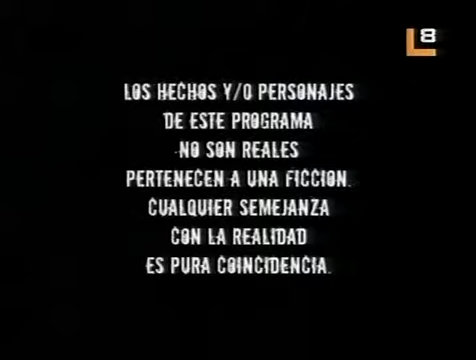 L8
LOS HECHOS Y/O PERSONAJES
DE ESTE PROGRAMA
NO SON REALES
PERTENECEN A UNA FICCION.
CUALQUIER SEMEJANZA
CON LA REALIDAD
ES PURA COINCIDENCIA.